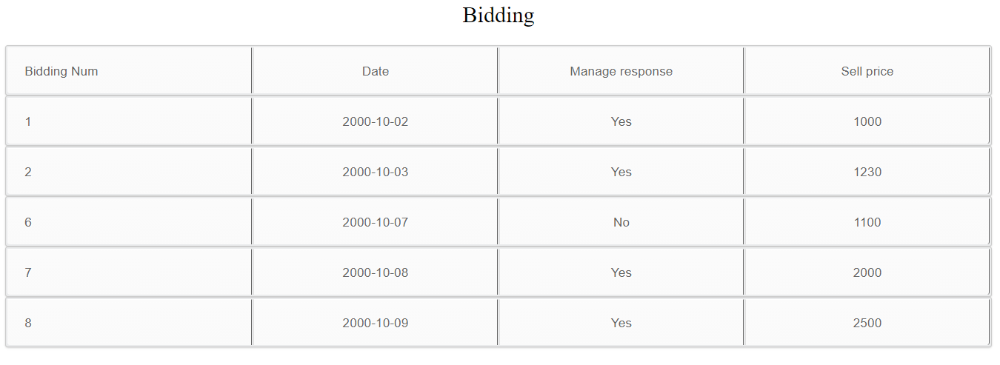 Bidding
Bidding Num Date Manage response Sell price
1 2000-10-02 Yes 1000
2 2000-10-03 Yes 1230
6 2000-10-07 No 1100
7 2000-10-08 Yes 2000
8 2000-10-09 Yes 2500